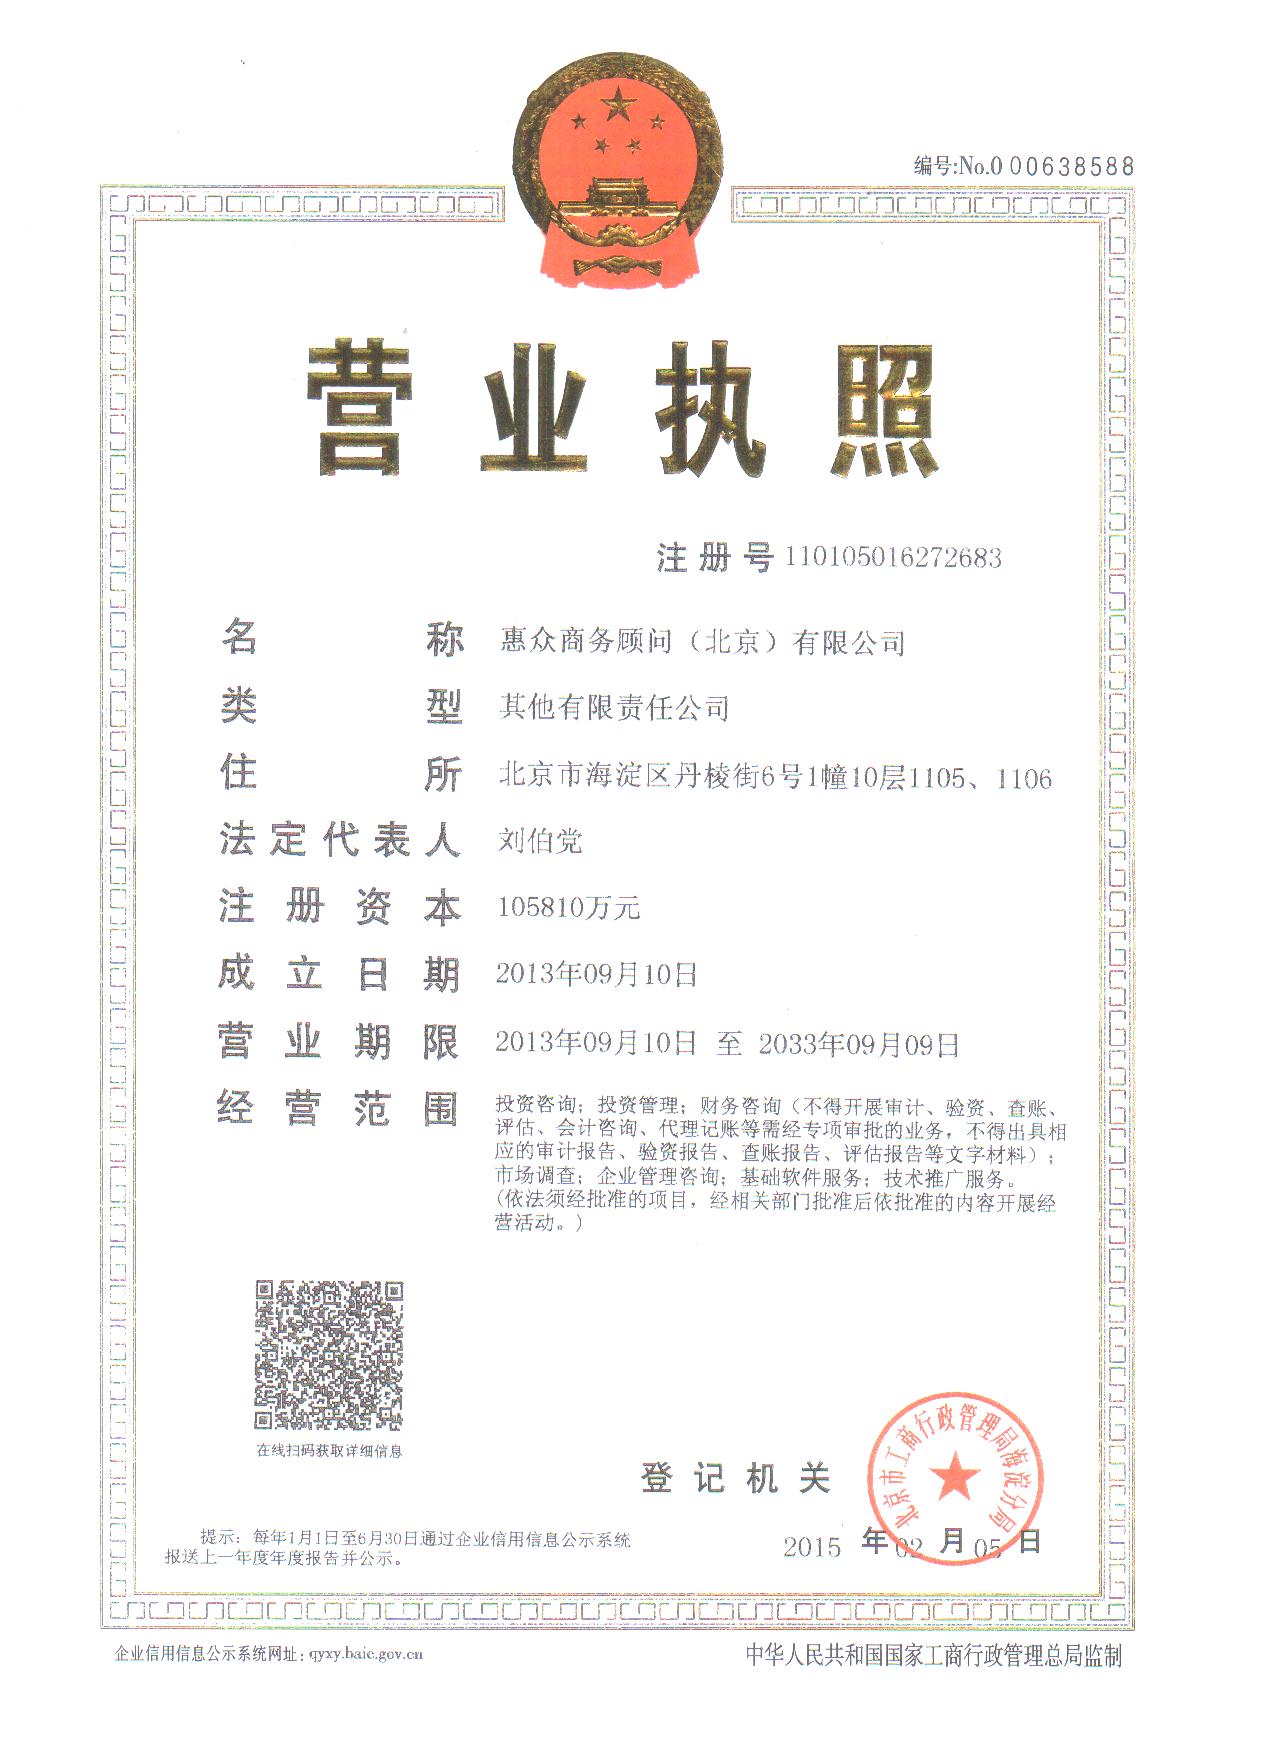 编号:No.0 00638588
营业执照
注册号 110105016272683
名称 惠众商务顾问（北京）有限公司
类型 其他有限责任公司
住所 北京市海淀区丹棱街6号1幢10层1105、1106
法定代表人 刘伯党
注册资本 105810万元
成立日期 2013年09月10日
营业期限 2013年09月10日 至 2033年09月09日
经营范围 投资咨询；投资管理；财务咨询（不得开展审计、验资、查账、
评估、会计咨询、代理记账等需经专项审批的业务，不得出具相
应的审计报告、验资报告、查账报告、评估报告等文字材料）；
市场调查；企业管理咨询；基础软件服务；技术推广服务。
(依法须经批准的项目，经相关部门批准后依批准的内容开展经
营活动。)
在线扫码获取详细信息
北京市工商行政管理局海淀分局
登记机关
2015 年 02 月 05 日
提示：每年1月1日至6月30日通过企业信用信息公示系统
报送上一年度年度报告并公示。
企业信用信息公示系统网址：qyxy.baic.gov.cn
中华人民共和国国家工商行政管理总局监制